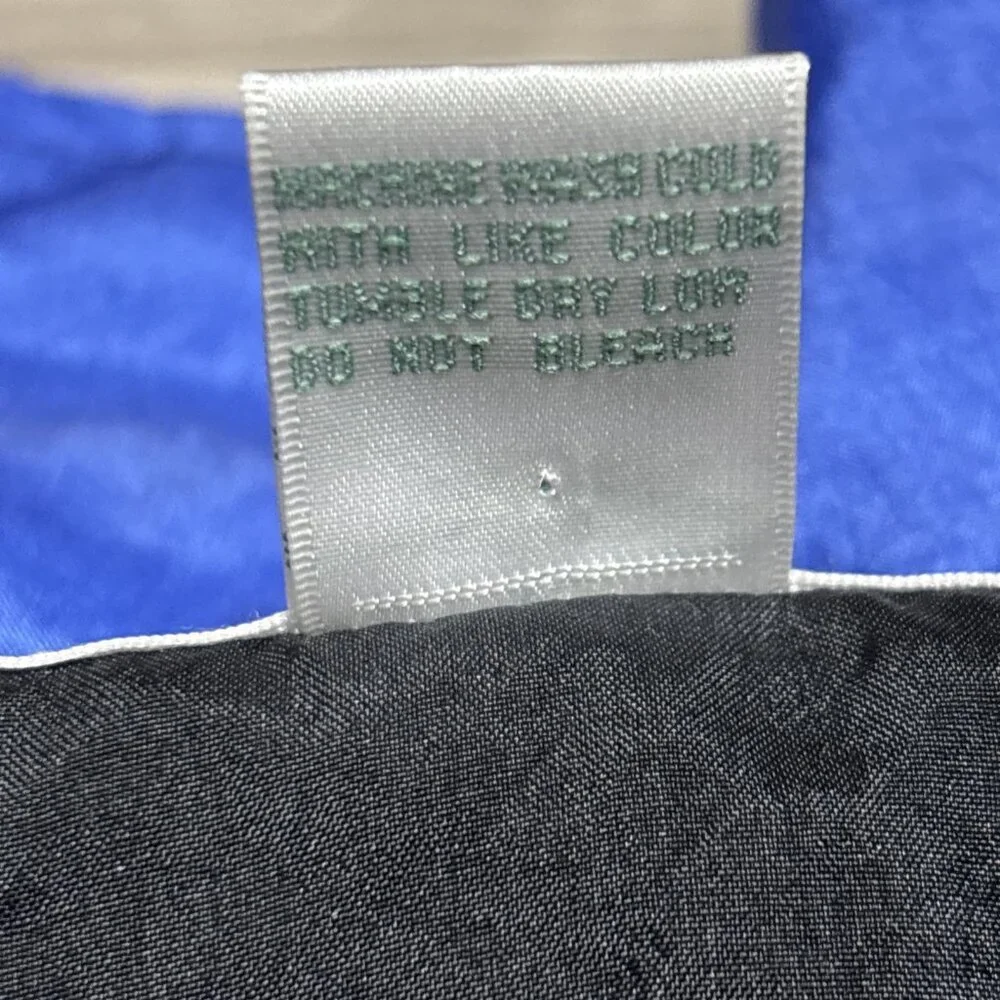 MACHINE WASH COLD
WITH LIKE COLOR
TUMBLE DRY LOW
DO NOT BLEACH